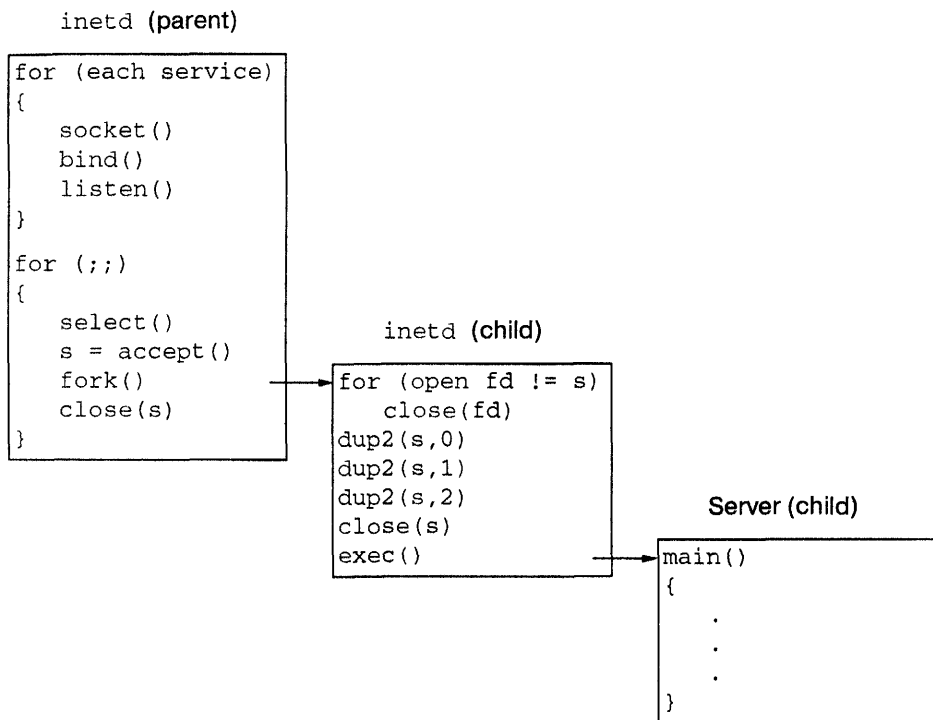 inetd (parent)
for (each service)
{
socket()
bind()
listen()
}
for (;;)
{
select()
s = accept()
fork()
close(s)
}
inetd (child)
for (open fd != s)
close(fd)
dup2(s,0)
dup2(s,1)
dup2(s,2)
close(s)
exec()
Server (child)
main()
{
.
.
.
}